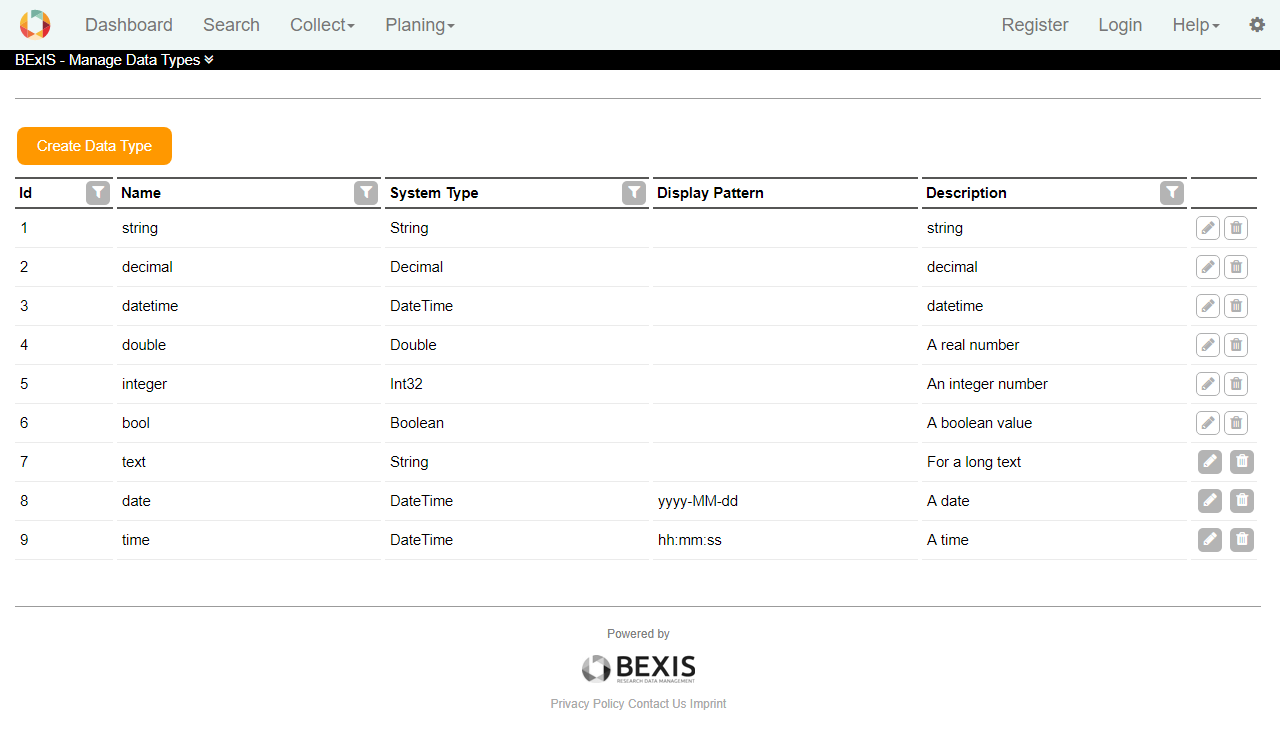 Dashboard Search Collect Planing Register Login Help
BExIS - Manage Data Types
Create Data Type
Id Name System Type Display Pattern Description
1 string String string
2 decimal Decimal decimal
3 datetime DateTime datetime
4 double Double A real number
5 integer Int32 An integer number
6 bool Boolean A boolean value
7 text String For a long text
8 date DateTime yyyy-MM-dd A date
9 time DateTime hh:mm:ss A time
Powered by
BEXIS
RESEARCH DATA MANAGEMENT
Privacy Policy Contact Us Imprint